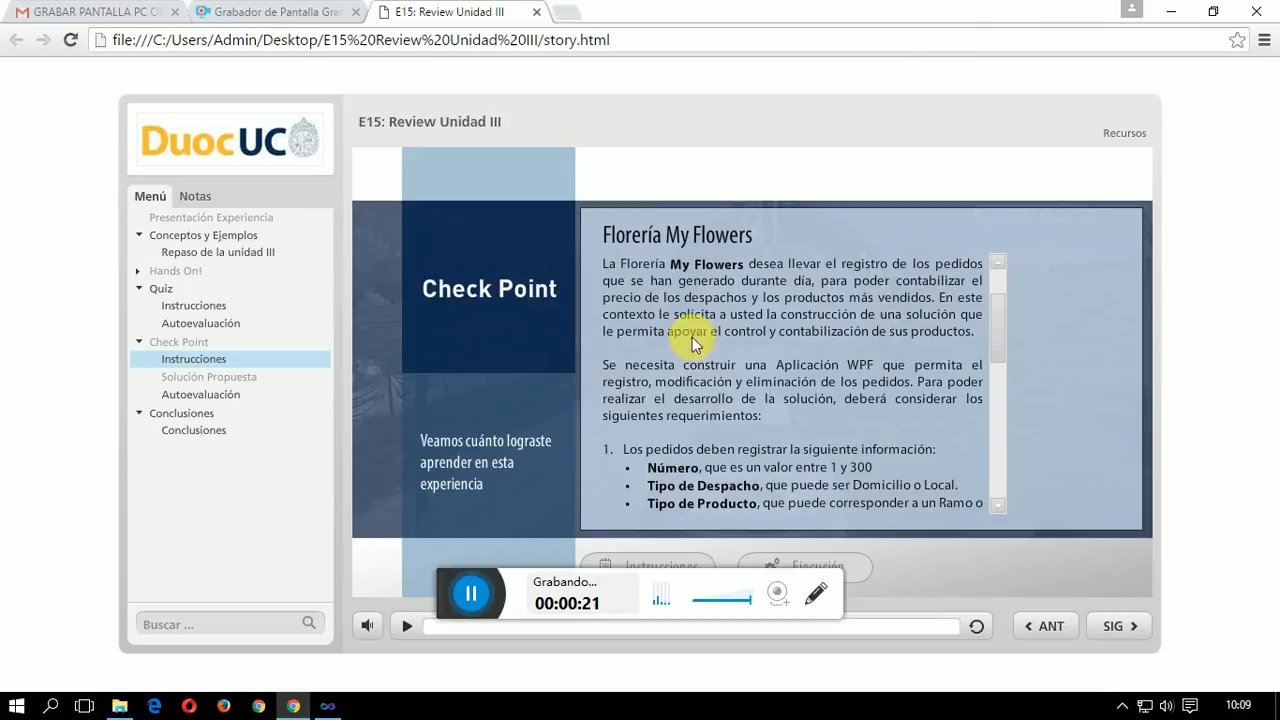 GRABAR PANTALLA PC O
Grabador de Pantalla Gra
E15: Review Unidad III
file:///C:/Users/Admin/Desktop/E15%20Review%20Unidad%20III/story.html
Duoc UC
E15: Review Unidad III
Recursos
Menú
Notas
Presentación Experiencia
Conceptos y Ejemplos
Repaso de la unidad III
Hands On!
Quiz
Instrucciones
Autoevaluación
Check Point
Instrucciones
Solución Propuesta
Autoevaluación
Conclusiones
Conclusiones
Buscar ...
Check Point
Veamos cuánto lograste
aprender en esta
experiencia
Florería My Flowers
La Florería My Flowers desea llevar el registro de los pedidos
que se han generado durante día, para poder contabilizar el
precio de los despachos y los productos más vendidos. En este
contexto le solicita a usted la construcción de una solución que
le permita apoyar el control y contabilización de sus productos.
Se necesita construir una Aplicación WPF que permita el
registro, modificación y eliminación de los pedidos. Para poder
realizar el desarrollo de la solución, deberá considerar los
siguientes requerimientos:
1. Los pedidos deben registrar la siguiente información:
• Número, que es un valor entre 1 y 300
• Tipo de Despacho, que puede ser Domicilio o Local.
• Tipo de Producto, que puede corresponder a un Ramo o
Instrucciones
Ejecución
Grabando...
00:00:21
ANT
SIG
10:09